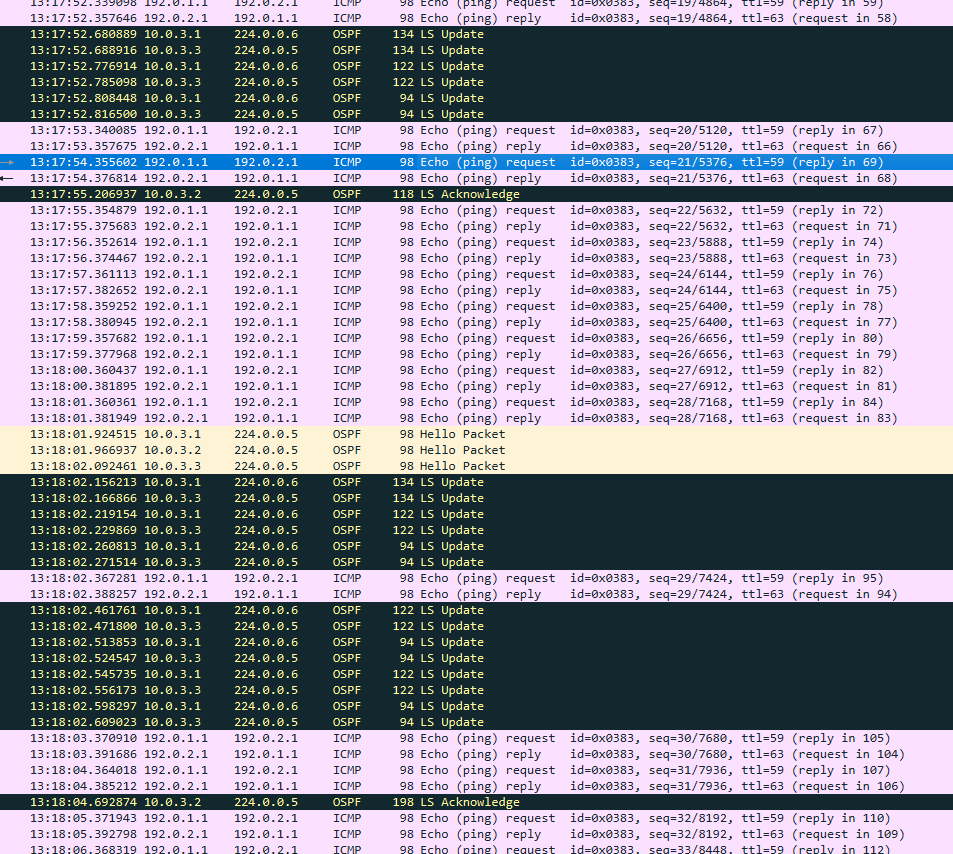 13:17:52.339098 192.0.1.1 192.0.2.1 ICMP 98 Echo (ping) request id=0x0383, seq=19/4864, ttl=59 (reply in 59)
13:17:52.357646 192.0.2.1 192.0.1.1 ICMP 98 Echo (ping) reply id=0x0383, seq=19/4864, ttl=63 (request in 58)
13:17:52.680889 10.0.3.1 224.0.0.6 OSPF 134 LS Update
13:17:52.688916 10.0.3.3 224.0.0.5 OSPF 134 LS Update
13:17:52.776914 10.0.3.1 224.0.0.6 OSPF 122 LS Update
13:17:52.785098 10.0.3.3 224.0.0.5 OSPF 122 LS Update
13:17:52.808448 10.0.3.1 224.0.0.6 OSPF 94 LS Update
13:17:52.816500 10.0.3.3 224.0.0.5 OSPF 94 LS Update
13:17:53.340085 192.0.1.1 192.0.2.1 ICMP 98 Echo (ping) request id=0x0383, seq=20/5120, ttl=59 (reply in 67)
13:17:53.357675 192.0.2.1 192.0.1.1 ICMP 98 Echo (ping) reply id=0x0383, seq=20/5120, ttl=63 (request in 66)
13:17:54.355602 192.0.1.1 192.0.2.1 ICMP 98 Echo (ping) request id=0x0383, seq=21/5376, ttl=59 (reply in 69)
13:17:54.376814 192.0.2.1 192.0.1.1 ICMP 98 Echo (ping) reply id=0x0383, seq=21/5376, ttl=63 (request in 68)
13:17:55.206937 10.0.3.2 224.0.0.5 OSPF 118 LS Acknowledge
13:17:55.354879 192.0.1.1 192.0.2.1 ICMP 98 Echo (ping) request id=0x0383, seq=22/5632, ttl=59 (reply in 72)
13:17:55.375683 192.0.2.1 192.0.1.1 ICMP 98 Echo (ping) reply id=0x0383, seq=22/5632, ttl=63 (request in 71)
13:17:56.352614 192.0.1.1 192.0.2.1 ICMP 98 Echo (ping) request id=0x0383, seq=23/5888, ttl=59 (reply in 74)
13:17:56.374467 192.0.2.1 192.0.1.1 ICMP 98 Echo (ping) reply id=0x0383, seq=23/5888, ttl=63 (request in 73)
13:17:57.361113 192.0.1.1 192.0.2.1 ICMP 98 Echo (ping) request id=0x0383, seq=24/6144, ttl=59 (reply in 76)
13:17:57.382652 192.0.2.1 192.0.1.1 ICMP 98 Echo (ping) reply id=0x0383, seq=24/6144, ttl=63 (request in 75)
13:17:58.359252 192.0.1.1 192.0.2.1 ICMP 98 Echo (ping) request id=0x0383, seq=25/6400, ttl=59 (reply in 78)
13:17:58.380945 192.0.2.1 192.0.1.1 ICMP 98 Echo (ping) reply id=0x0383, seq=25/6400, ttl=63 (request in 77)
13:17:59.357682 192.0.1.1 192.0.2.1 ICMP 98 Echo (ping) request id=0x0383, seq=26/6656, ttl=59 (reply in 80)
13:17:59.377968 192.0.2.1 192.0.1.1 ICMP 98 Echo (ping) reply id=0x0383, seq=26/6656, ttl=63 (request in 79)
13:18:00.360437 192.0.1.1 192.0.2.1 ICMP 98 Echo (ping) request id=0x0383, seq=27/6912, ttl=59 (reply in 82)
13:18:00.381895 192.0.2.1 192.0.1.1 ICMP 98 Echo (ping) reply id=0x0383, seq=27/6912, ttl=63 (request in 81)
13:18:01.360361 192.0.1.1 192.0.2.1 ICMP 98 Echo (ping) request id=0x0383, seq=28/7168, ttl=59 (reply in 84)
13:18:01.381949 192.0.2.1 192.0.1.1 ICMP 98 Echo (ping) reply id=0x0383, seq=28/7168, ttl=63 (request in 83)
13:18:01.924515 10.0.3.1 224.0.0.5 OSPF 98 Hello Packet
13:18:01.966937 10.0.3.2 224.0.0.5 OSPF 98 Hello Packet
13:18:02.092461 10.0.3.3 224.0.0.5 OSPF 98 Hello Packet
13:18:02.156213 10.0.3.1 224.0.0.6 OSPF 134 LS Update
13:18:02.166866 10.0.3.3 224.0.0.5 OSPF 134 LS Update
13:18:02.219154 10.0.3.1 224.0.0.6 OSPF 122 LS Update
13:18:02.229869 10.0.3.3 224.0.0.5 OSPF 122 LS Update
13:18:02.260813 10.0.3.1 224.0.0.6 OSPF 94 LS Update
13:18:02.271514 10.0.3.3 224.0.0.5 OSPF 94 LS Update
13:18:02.367281 192.0.1.1 192.0.2.1 ICMP 98 Echo (ping) request id=0x0383, seq=29/7424, ttl=59 (reply in 95)
13:18:02.388257 192.0.2.1 192.0.1.1 ICMP 98 Echo (ping) reply id=0x0383, seq=29/7424, ttl=63 (request in 94)
13:18:02.461761 10.0.3.1 224.0.0.6 OSPF 122 LS Update
13:18:02.471800 10.0.3.3 224.0.0.5 OSPF 122 LS Update
13:18:02.513853 10.0.3.1 224.0.0.6 OSPF 94 LS Update
13:18:02.524547 10.0.3.3 224.0.0.5 OSPF 94 LS Update
13:18:02.545735 10.0.3.1 224.0.0.6 OSPF 122 LS Update
13:18:02.556173 10.0.3.3 224.0.0.5 OSPF 122 LS Update
13:18:02.598297 10.0.3.1 224.0.0.6 OSPF 94 LS Update
13:18:02.609023 10.0.3.3 224.0.0.5 OSPF 94 LS Update
13:18:03.370910 192.0.1.1 192.0.2.1 ICMP 98 Echo (ping) request id=0x0383, seq=30/7680, ttl=59 (reply in 105)
13:18:03.391686 192.0.2.1 192.0.1.1 ICMP 98 Echo (ping) reply id=0x0383, seq=30/7680, ttl=63 (request in 104)
13:18:04.364018 192.0.1.1 192.0.2.1 ICMP 98 Echo (ping) request id=0x0383, seq=31/7936, ttl=59 (reply in 107)
13:18:04.385212 192.0.2.1 192.0.1.1 ICMP 98 Echo (ping) reply id=0x0383, seq=31/7936, ttl=63 (request in 106)
13:18:04.692874 10.0.3.2 224.0.0.5 OSPF 198 LS Acknowledge
13:18:05.371943 192.0.1.1 192.0.2.1 ICMP 98 Echo (ping) request id=0x0383, seq=32/8192, ttl=59 (reply in 110)
13:18:05.392798 192.0.2.1 192.0.1.1 ICMP 98 Echo (ping) reply id=0x0383, seq=32/8192, ttl=63 (request in 109)
13:18:06.368319 192.0.1.1 192.0.2.1 ICMP 98 Echo (ping) request id=0x0383, seq=33/8448, ttl=59 (reply in 112)